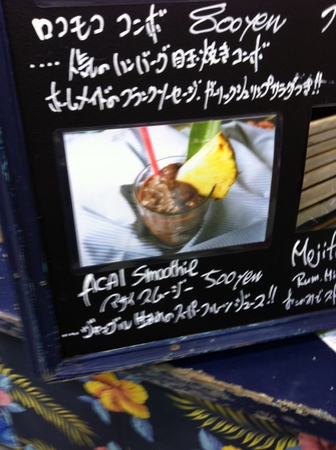 ロコモコ コンボ 800yen
.... 人気のハンバーグ目玉焼きコンボ
ホームメイドのフランクソーセージ、ガーリックシュリンプサラダつき!!
ACAI Smoothie
アサイースムージー 500yen
.... ジャングル生まれのスーパーフルーツジュース!!
Rum, Mi